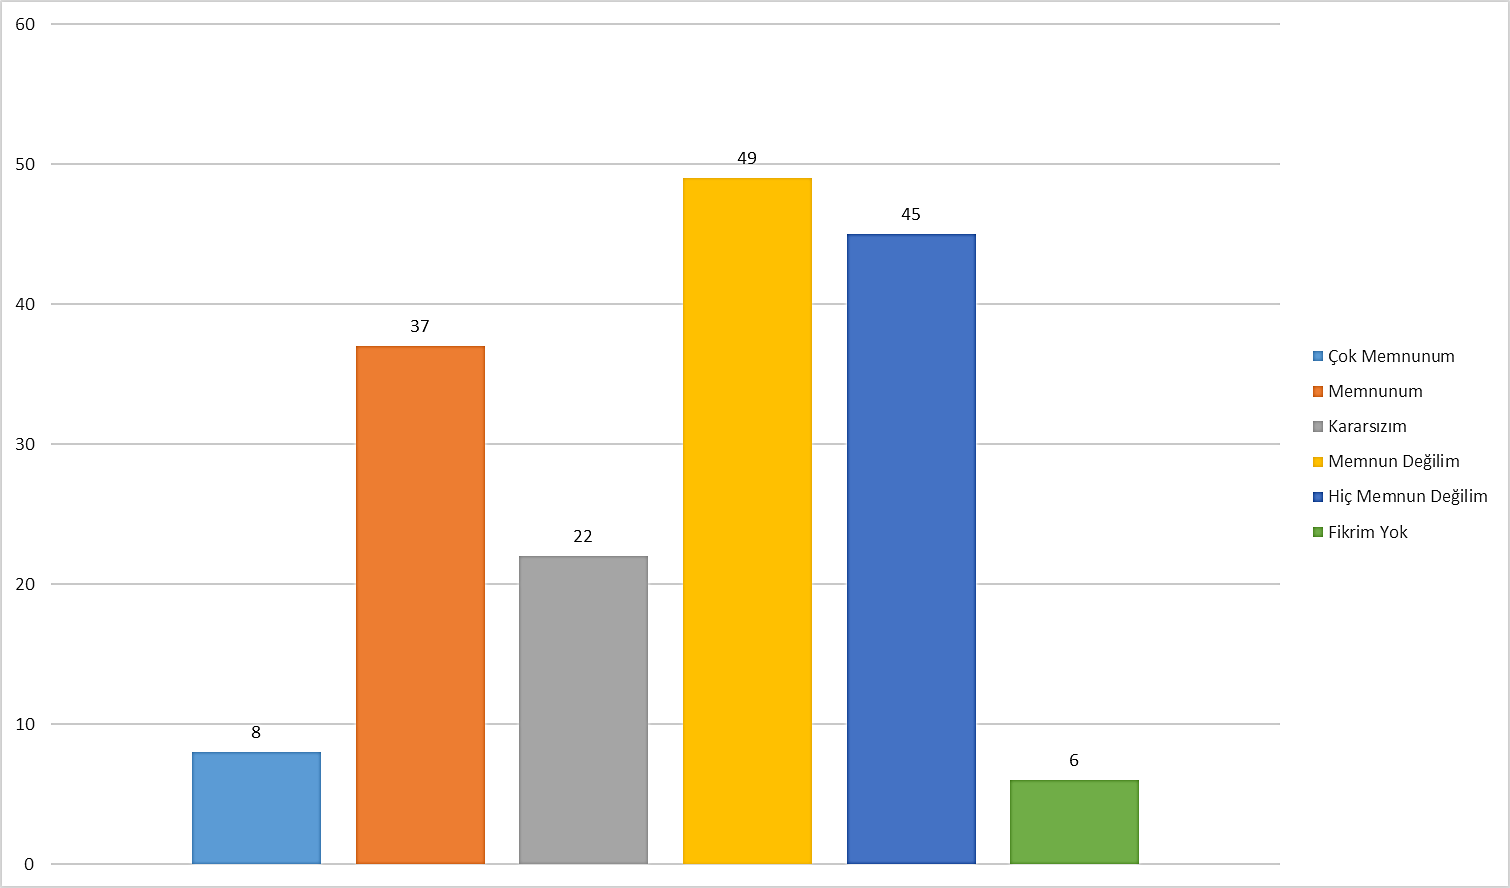 60
50
40
30
20
10
0
8
37
22
49
45
6
Çok Memnunum
Memnunum
Kararsızım
Memnun Değilim
Hiç Memnun Değilim
Fikrim Yok